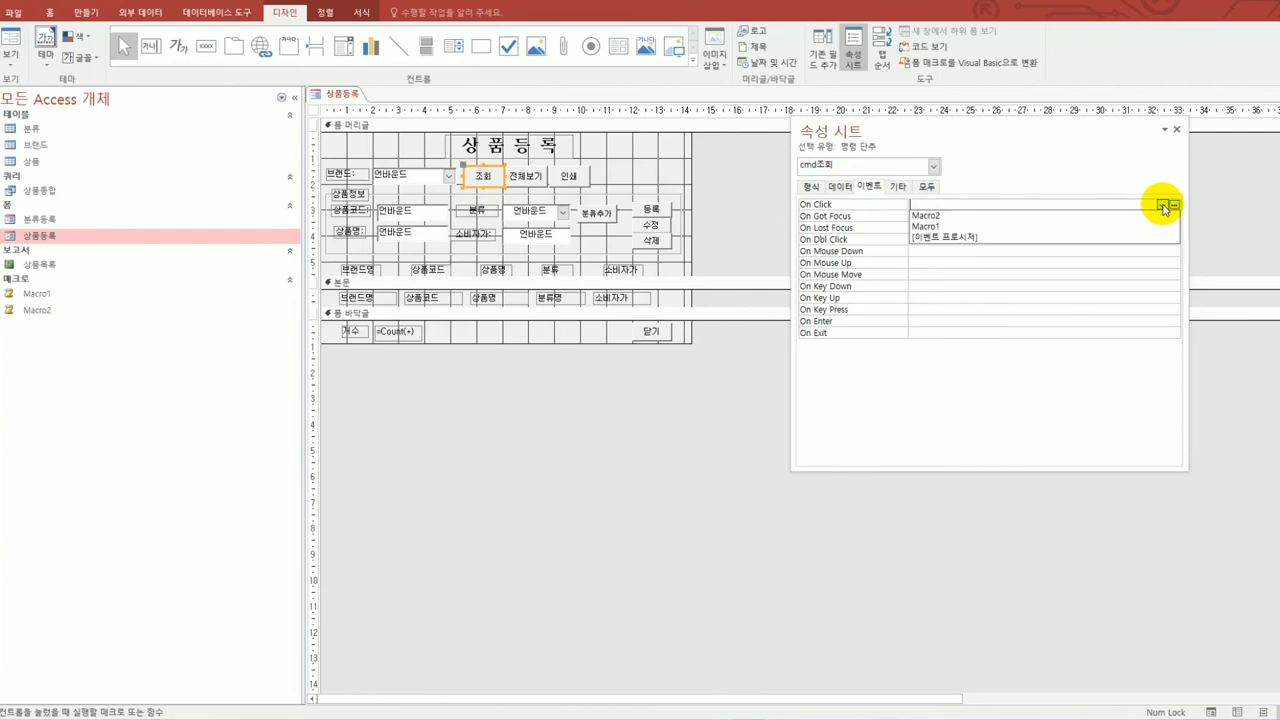 파일 홈 만들기 외부 데이터 데이터베이스 도구 디자인 정렬 서식 수행할 작업을 알려 주세요.
보기
테마
색
글꼴
가나
가가
xxxx
이미지 삽입
로고
제목
날짜 및 시간
기존 필드 추가
속성 시트
탭 순서
새 창에서 하위 폼 보기
코드 보기
폼 매크로를 Visual Basic으로 변환
보기 테마 컨트롤 머리글/바닥글 도구
모든 Access 개체
테이블
분류
브랜드
상품
쿼리
상품종합
폼
분류등록
상품등록
보고서
상품목록
매크로
Macro1
Macro2
상품등록
폼 머리글
상품등록
브랜드: 언바운드 조회 전체보기 인쇄
상품정보
상품코드: 언바운드 분류 언바운드 분류추가 등록
수정
상품명: 언바운드 소비자가: 언바운드 삭제
브랜드명 상품코드 상품명 분류 소비자가
본문
브랜드명 상품코드 상품명 분류명 소비자가
폼 바닥글
개수 =Count(*) 닫기
속성 시트
선택 유형: 명령 단추
cmd조회
형식 데이터 이벤트 기타 모두
On Click
On Got Focus
On Lost Focus
On Dbl Click
On Mouse Down
On Mouse Up
On Mouse Move
On Key Down
On Key Up
On Key Press
On Enter
On Exit
Macro2
Macro1
[이벤트 프로시저]
컨트롤을 눌렀을 때 실행할 매크로 또는 함수
Num Lock